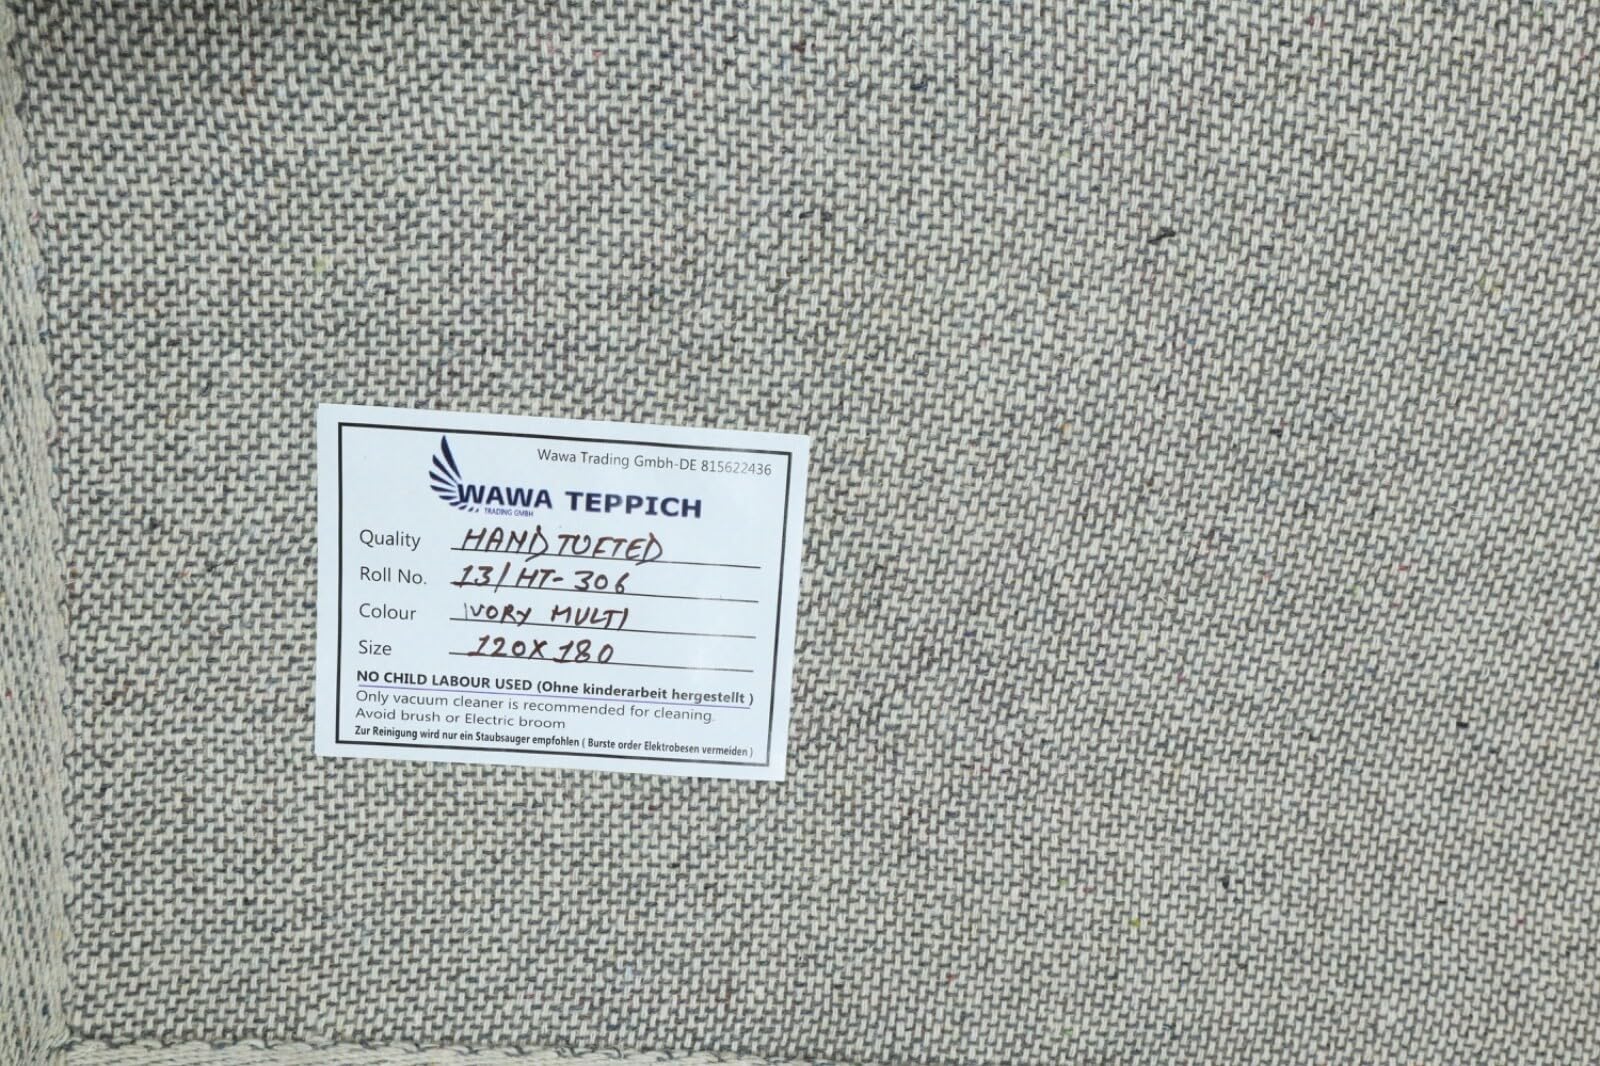 Wawa Trading Gmbh-DE 815622436
WAWA TEPPICH
TRADING GMBH
Quality HAND TUFTED
Roll No. 13/HT-306
Colour IVORY MULTI
Size 120X180
NO CHILD LABOUR USED (Ohne kinderarbeit hergestellt )
Only vacuum cleaner is recommended for cleaning.
Avoid brush or Electric broom
Zur Reinigung wird nur ein Staubsauger empfohlen ( Burste order Elektrobesen vermeiden )